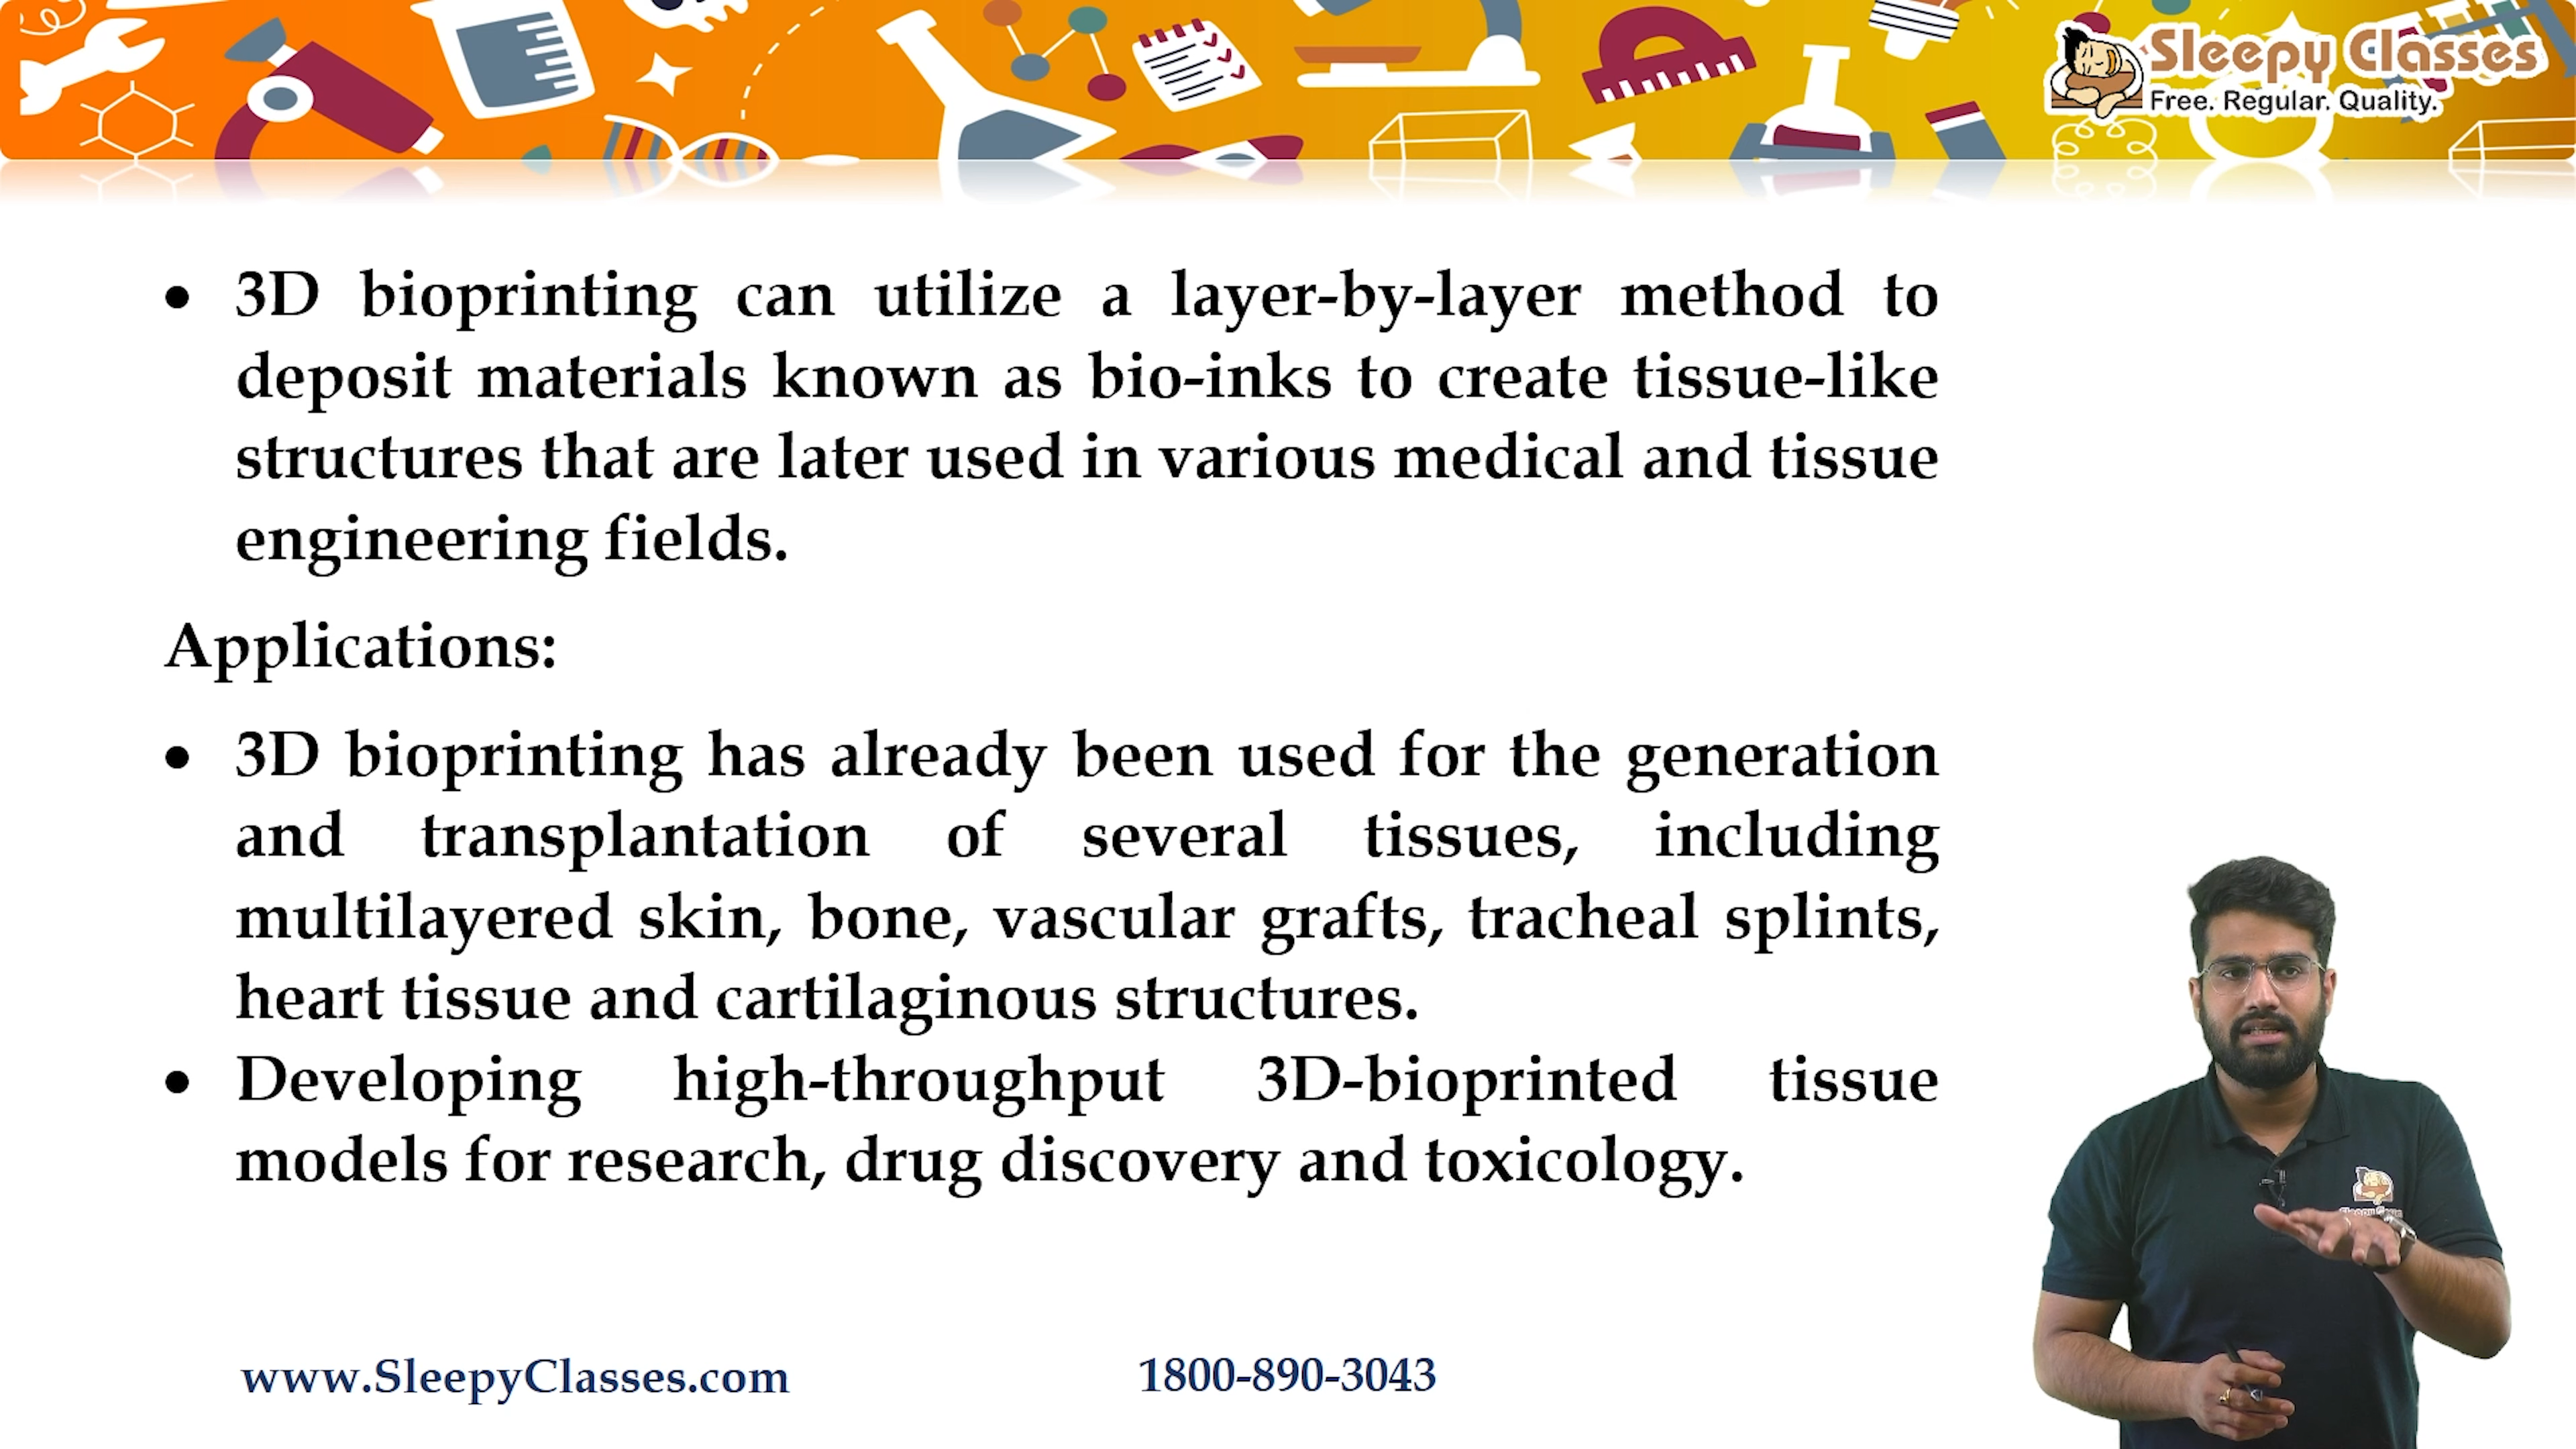 Sleepy Classes
Free. Regular. Quality.
• 3D bioprinting can utilize a layer-by-layer method to
deposit materials known as bio-inks to create tissue-like
structures that are later used in various medical and tissue
engineering fields.
Applications:
• 3D bioprinting has already been used for the generation
and transplantation of several tissues, including
multilayered skin, bone, vascular grafts, tracheal splints,
heart tissue and cartilaginous structures.
• Developing high-throughput 3D-bioprinted tissue
models for research, drug discovery and toxicology.
www.SleepyClasses.com
1800-890-3043